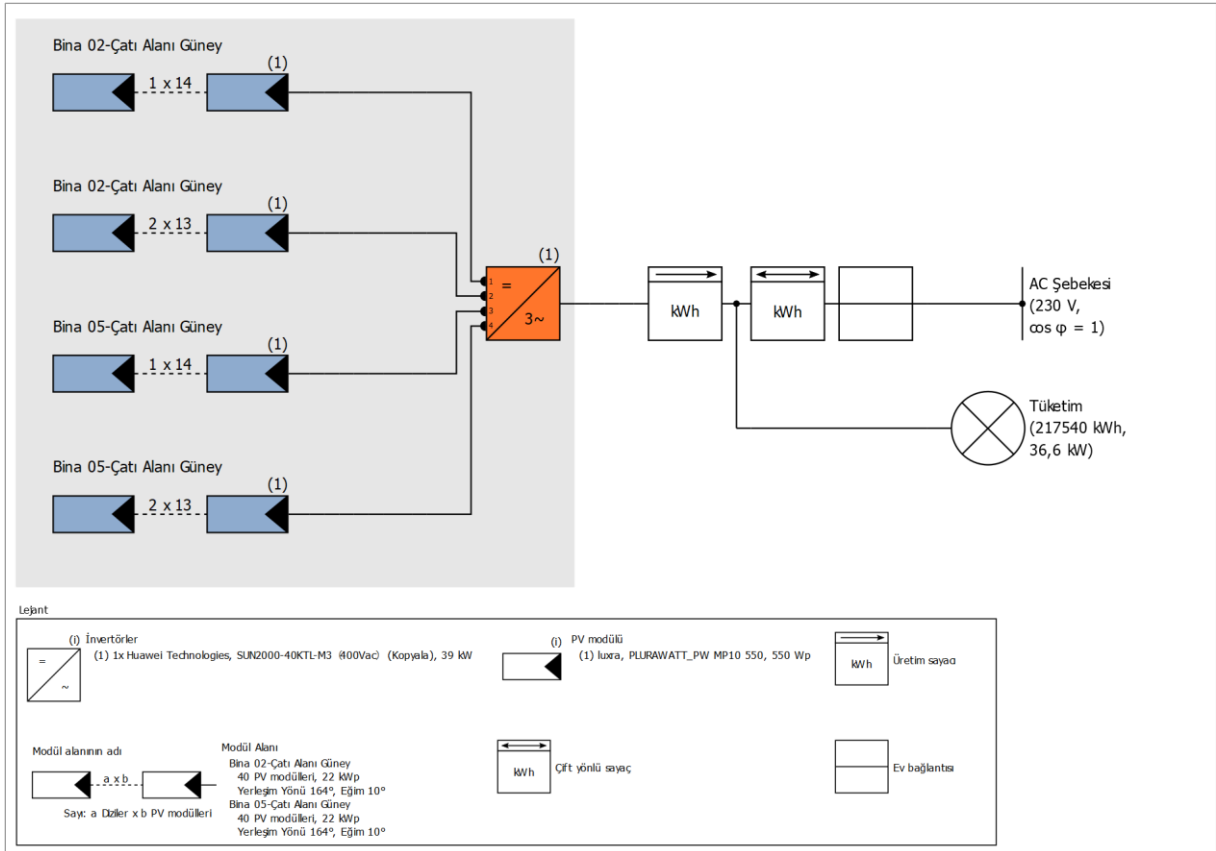 Bina 02-Çatı Alanı Güney
(1)
1 x 14
Bina 02-Çatı Alanı Güney
(1)
2 x 13
Bina 05-Çatı Alanı Güney
(1)
1 x 14
Bina 05-Çatı Alanı Güney
(1)
2 x 13
(1)
1
2
3
4
=
3~
kWh
kWh
AC Şebekesi
(230 V,
cos φ = 1)
Tüketim
(217540 kWh,
36,6 kW)
Lejant
(i) İnvertörler
(1) 1x Huawei Technologies, SUN2000-40KTL-M3 (400Vac) (Kopyala), 39 kW
=
~
(i) PV modülü
(1) luxra, PLURAWATT_PW MP10 550, 550 Wp
kWh
Üretim sayacı
Modül alanının adı
a x b
Sayı: a Diziler x b PV modülleri
Modül Alanı
Bina 02-Çatı Alanı Güney
40 PV modülleri, 22 kWp
Yerleşim Yönü 164°, Eğim 10°
Bina 05-Çatı Alanı Güney
40 PV modülleri, 22 kWp
Yerleşim Yönü 164°, Eğim 10°
kWh
Çift yönlü sayaç
Ev bağlantısı